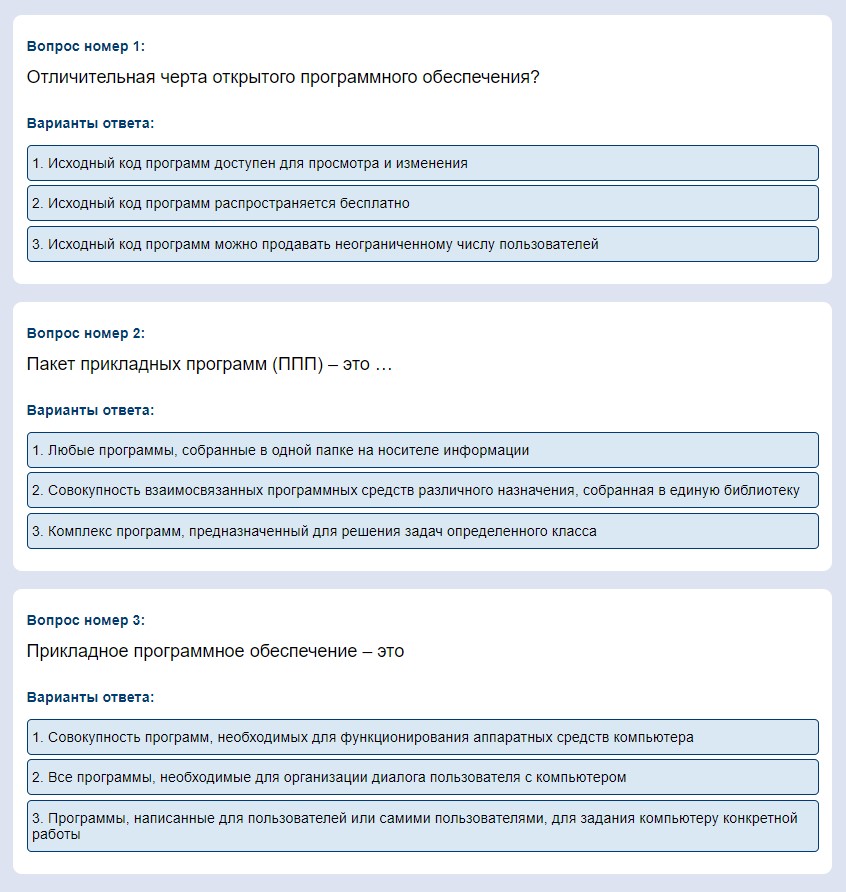 Вопрос номер 1:
Отличительная черта открытого программного обеспечения?
Варианты ответа:
1. Исходный код программ доступен для просмотра и изменения
2. Исходный код программ распространяется бесплатно
3. Исходный код программ можно продавать неограниченному числу пользователей
Вопрос номер 2:
Пакет прикладных программ (ППП) – это …
Варианты ответа:
1. Любые программы, собранные в одной папке на носителе информации
2. Совокупность взаимосвязанных программных средств различного назначения, собранная в единую библиотеку
3. Комплекс программ, предназначенный для решения задач определенного класса
Вопрос номер 3:
Прикладное программное обеспечение – это
Варианты ответа:
1. Совокупность программ, необходимых для функционирования аппаратных средств компьютера
2. Все программы, необходимые для организации диалога пользователя с компьютером
3. Программы, написанные для пользователей или самими пользователями, для задания компьютеру конкретной
работы